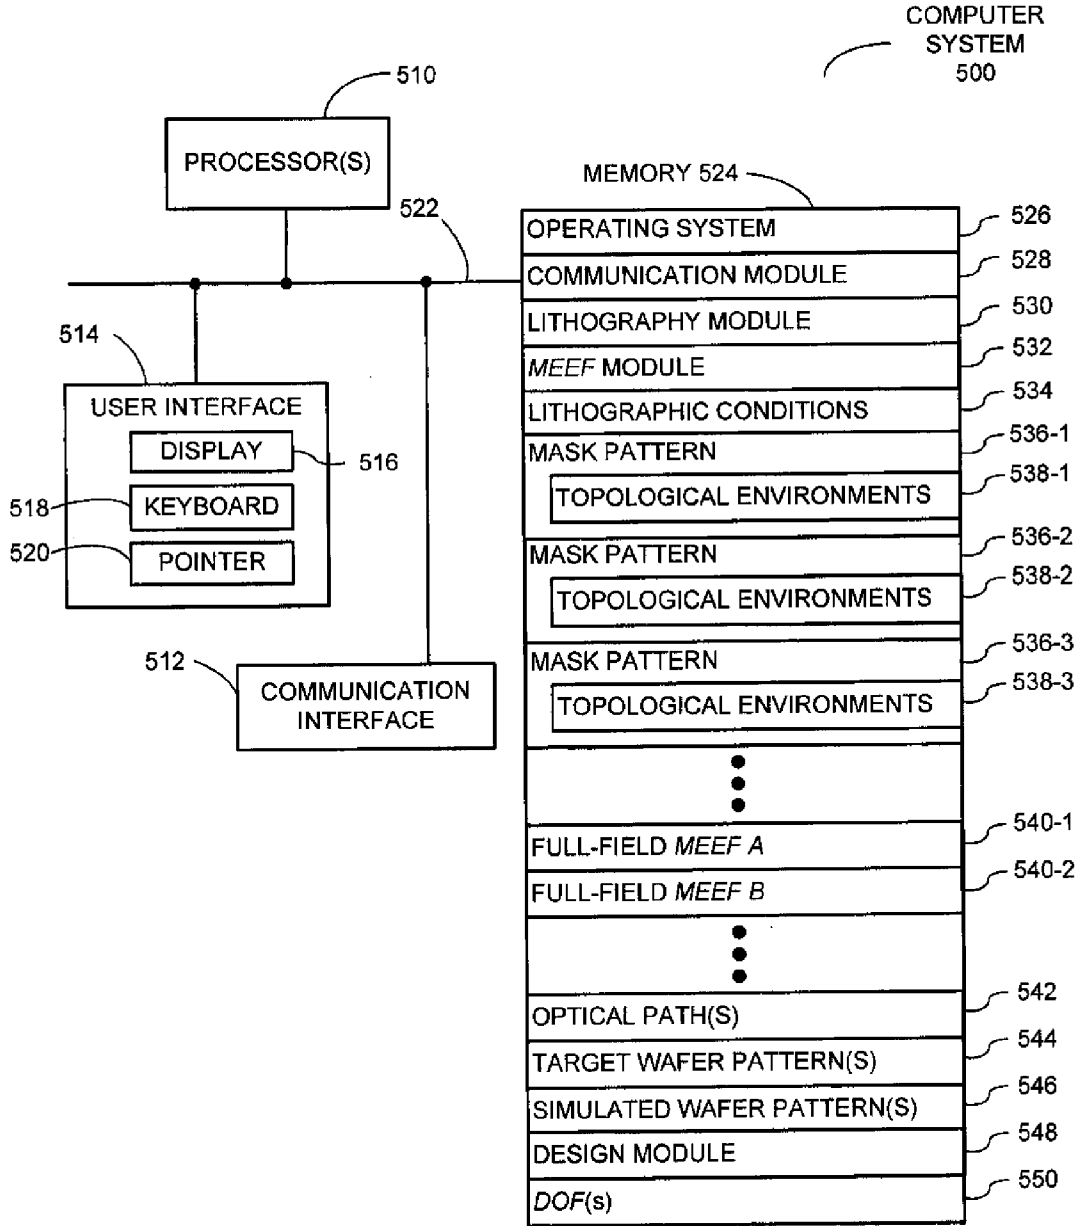 COMPUTER
SYSTEM
500
510
PROCESSOR(S)
MEMORY 524
522
OPERATING SYSTEM
526
COMMUNICATION MODULE
528
LITHOGRAPHY MODULE
530
MEEF MODULE
532
LITHOGRAPHIC CONDITIONS
534
MASK PATTERN
536-1
TOPOLOGICAL ENVIRONMENTS
538-1
MASK PATTERN
536-2
TOPOLOGICAL ENVIRONMENTS
538-2
MASK PATTERN
536-3
TOPOLOGICAL ENVIRONMENTS
538-3
514
USER INTERFACE
DISPLAY
516
518
KEYBOARD
520
POINTER
512
COMMUNICATION
INTERFACE
FULL-FIELD MEEF A
540-1
FULL-FIELD MEEF B
540-2
OPTICAL PATH(S)
542
TARGET WAFER PATTERN(S)
544
SIMULATED WAFER PATTERN(S)
546
DESIGN MODULE
548
DOF(s)
550